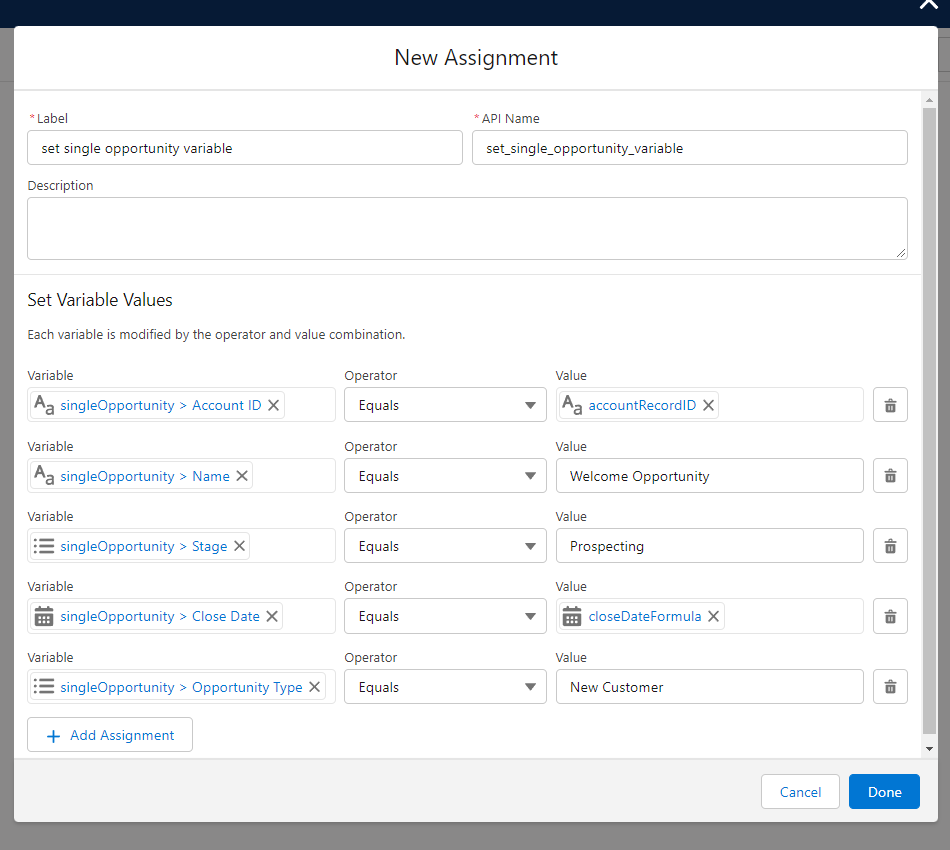 New Assignment
* Label
* API Name
set single opportunity variable
set_single_opportunity_variable
Description
Set Variable Values
Each variable is modified by the operator and value combination.
Variable
Operator
Value
Aa singleOpportunity > Account ID
Equals
Aa accountRecordID
Variable
Operator
Value
Aa singleOpportunity > Name
Equals
Welcome Opportunity
Variable
Operator
Value
singleOpportunity > Stage
Equals
Prospecting
Variable
Operator
Value
singleOpportunity > Close Date
Equals
closeDateFormula
Variable
Operator
Value
singleOpportunity > Opportunity Type
Equals
New Customer
+ Add Assignment
Cancel
Done